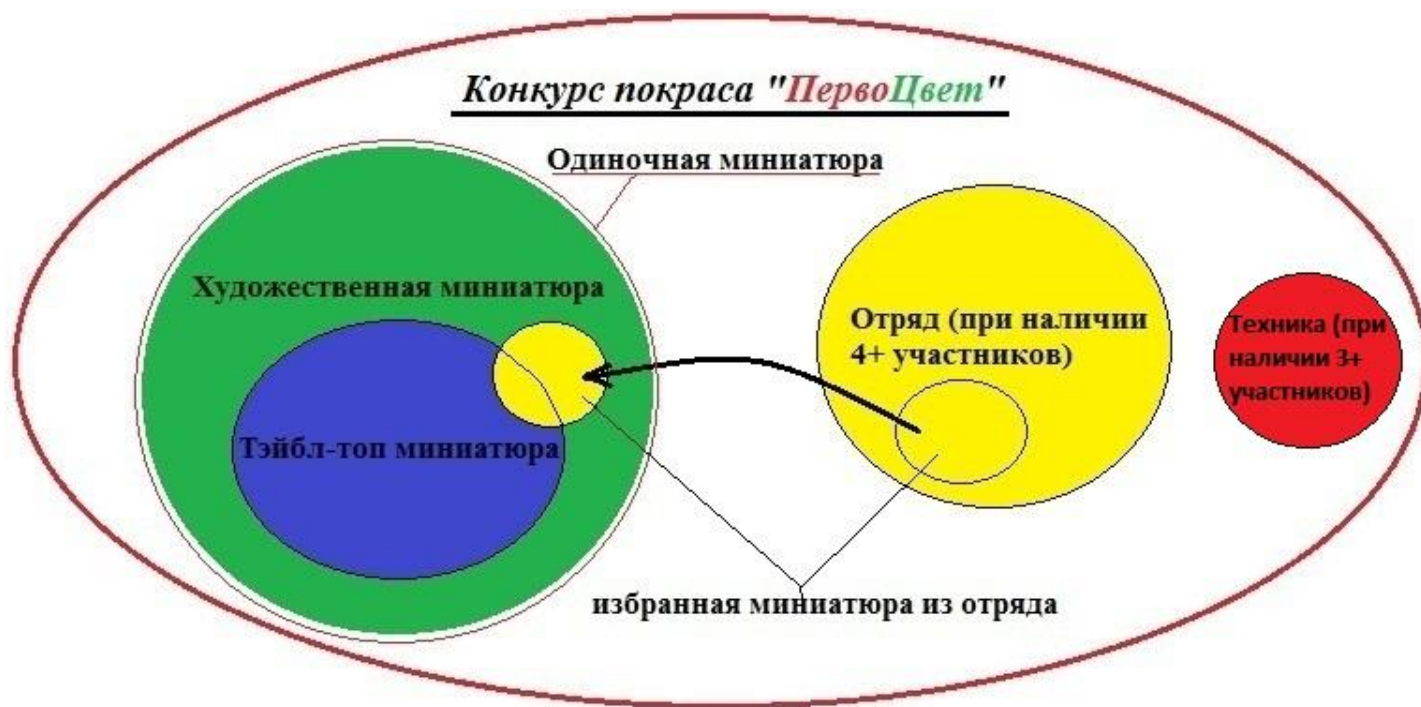 Конкурс покраса "ПервоЦвет"
Одиночная миниатюра
Художественная миниатюра
Отряд (при наличии
4+ участников)
Техника (при
наличии 3+
участников)
Тэйбл-топ миниатюра
избранная миниатюра из отряда